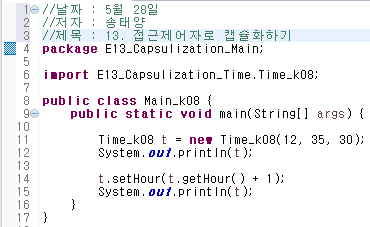 1 //날짜 : 5월 28일
2 //저자 : 송태양
3 //제목 : 13. 접근제어자로 캡슐화하기
4 package E13_Capsulization_Main;
5
6 import E13_Capsulization_Time.Time_k08;
7
8 public class Main_k08 {
9 public static void main(String[] args) {
10
11 Time_k08 t = new Time_k08(12, 35, 30);
12 System.out.println(t);
13
14 t.setHour(t.getHour() + 1);
15 System.out.println(t);
16 }
17 }